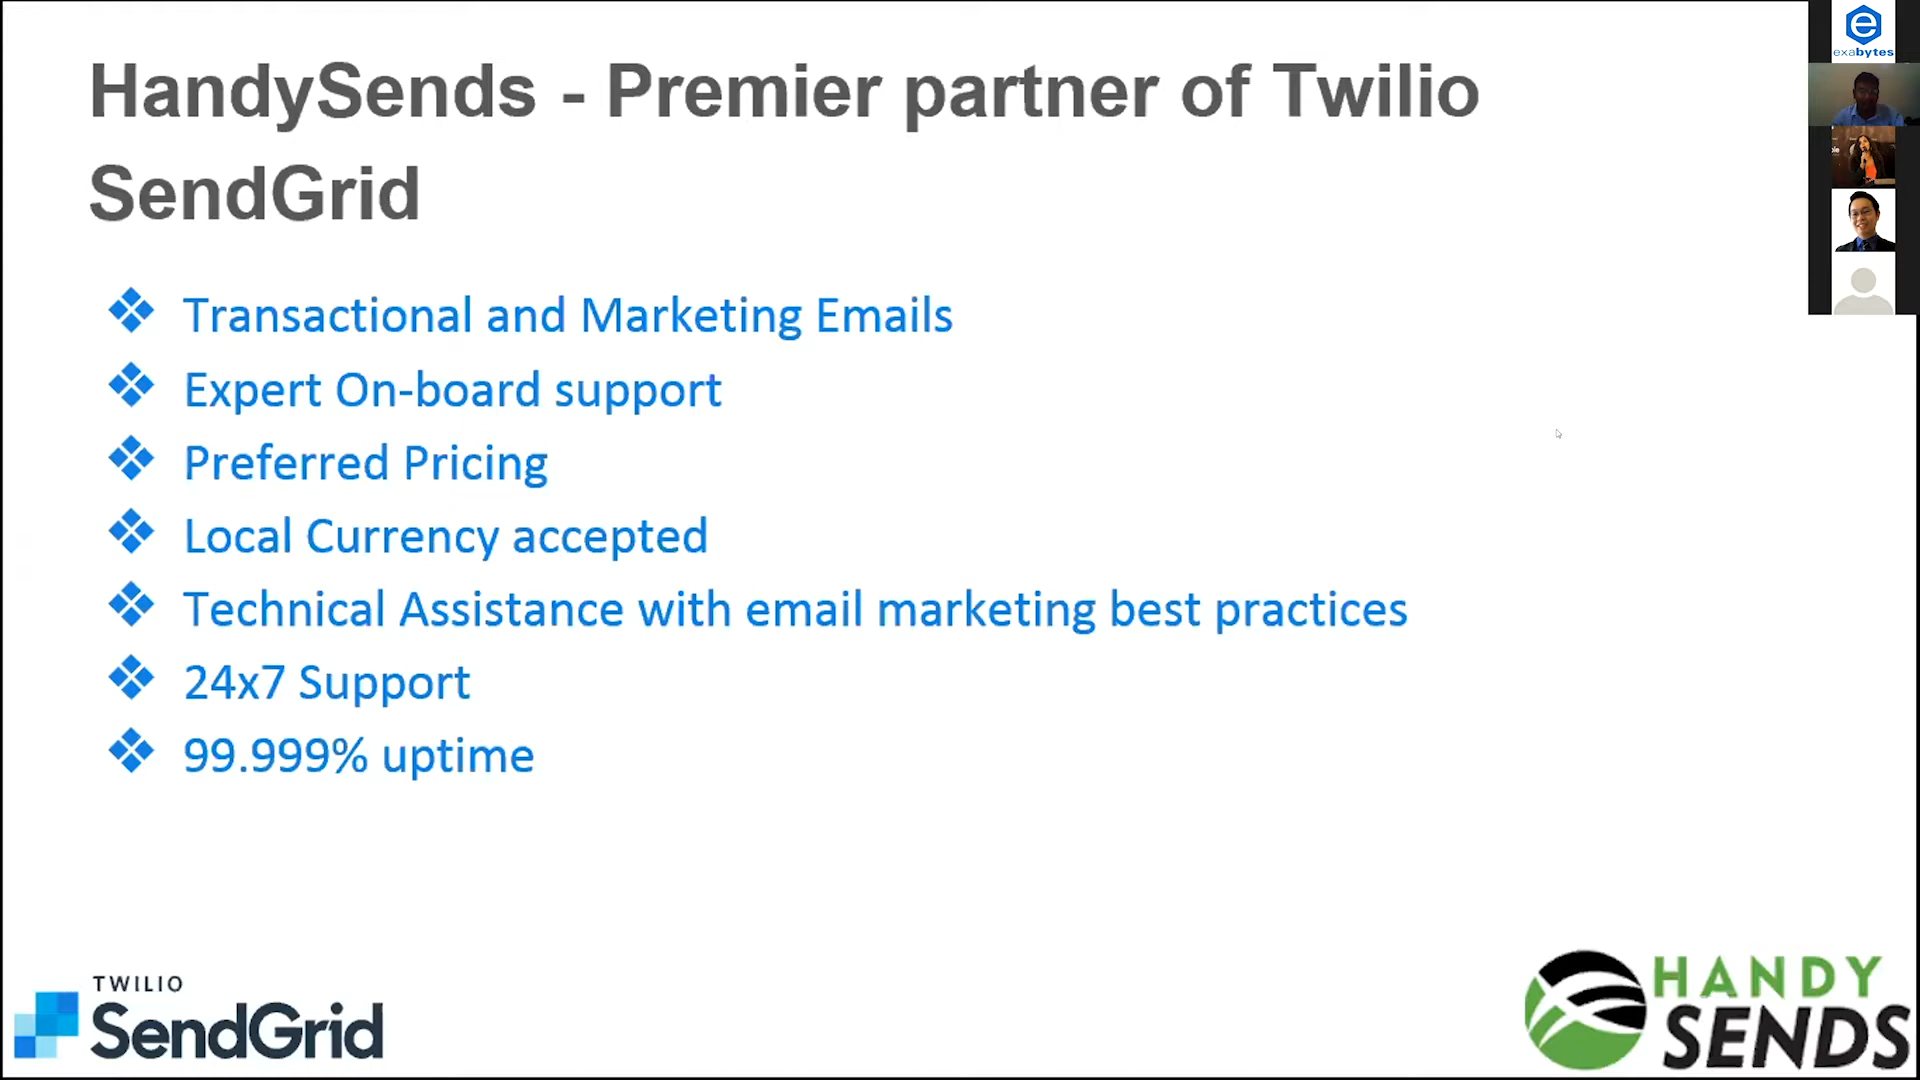 HandySends - Premier partner of Twilio
SendGrid
Transactional and Marketing Emails
Expert On-board support
Preferred Pricing
Local Currency accepted
Technical Assistance with email marketing best practices
24x7 Support
99.999% uptime
TWILIO
SendGrid
HANDY
SENDS
exabytes